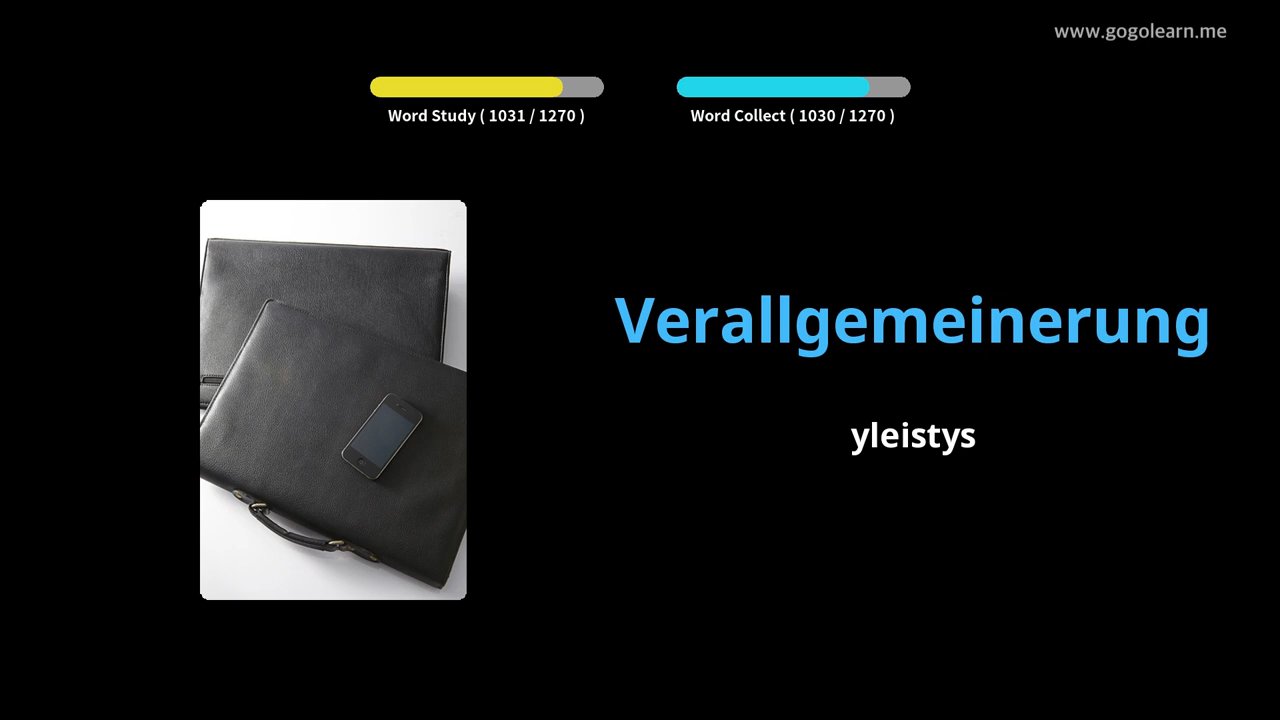 www.gogolearn.me
Word Study ( 1031 / 1270 )
Word Collect ( 1030 / 1270 )
Verallgemeinerung
yleistys